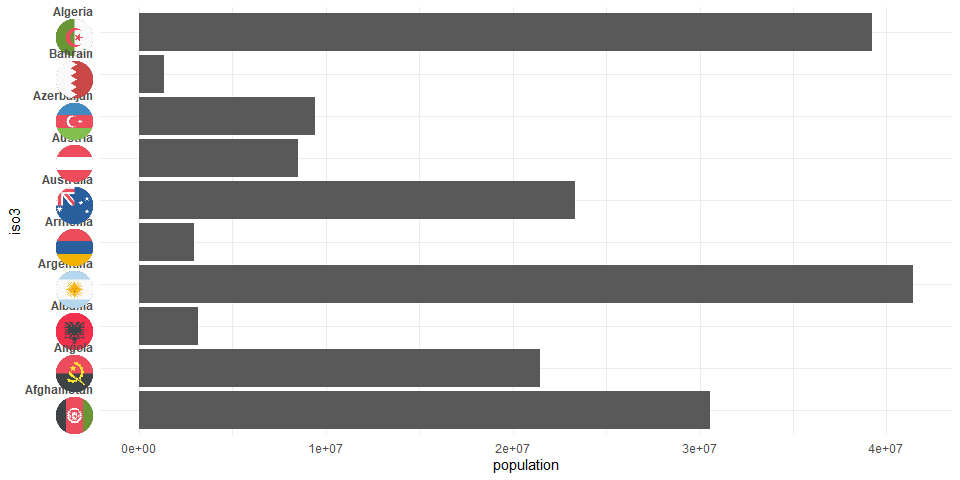 Algeria
Bahrain
Azerbaijan
Austria
Australia
Armenia
Argentina
Albania
Angola
Afghanistan
iso3
0e+00 1e+07 2e+07 3e+07 4e+07
population